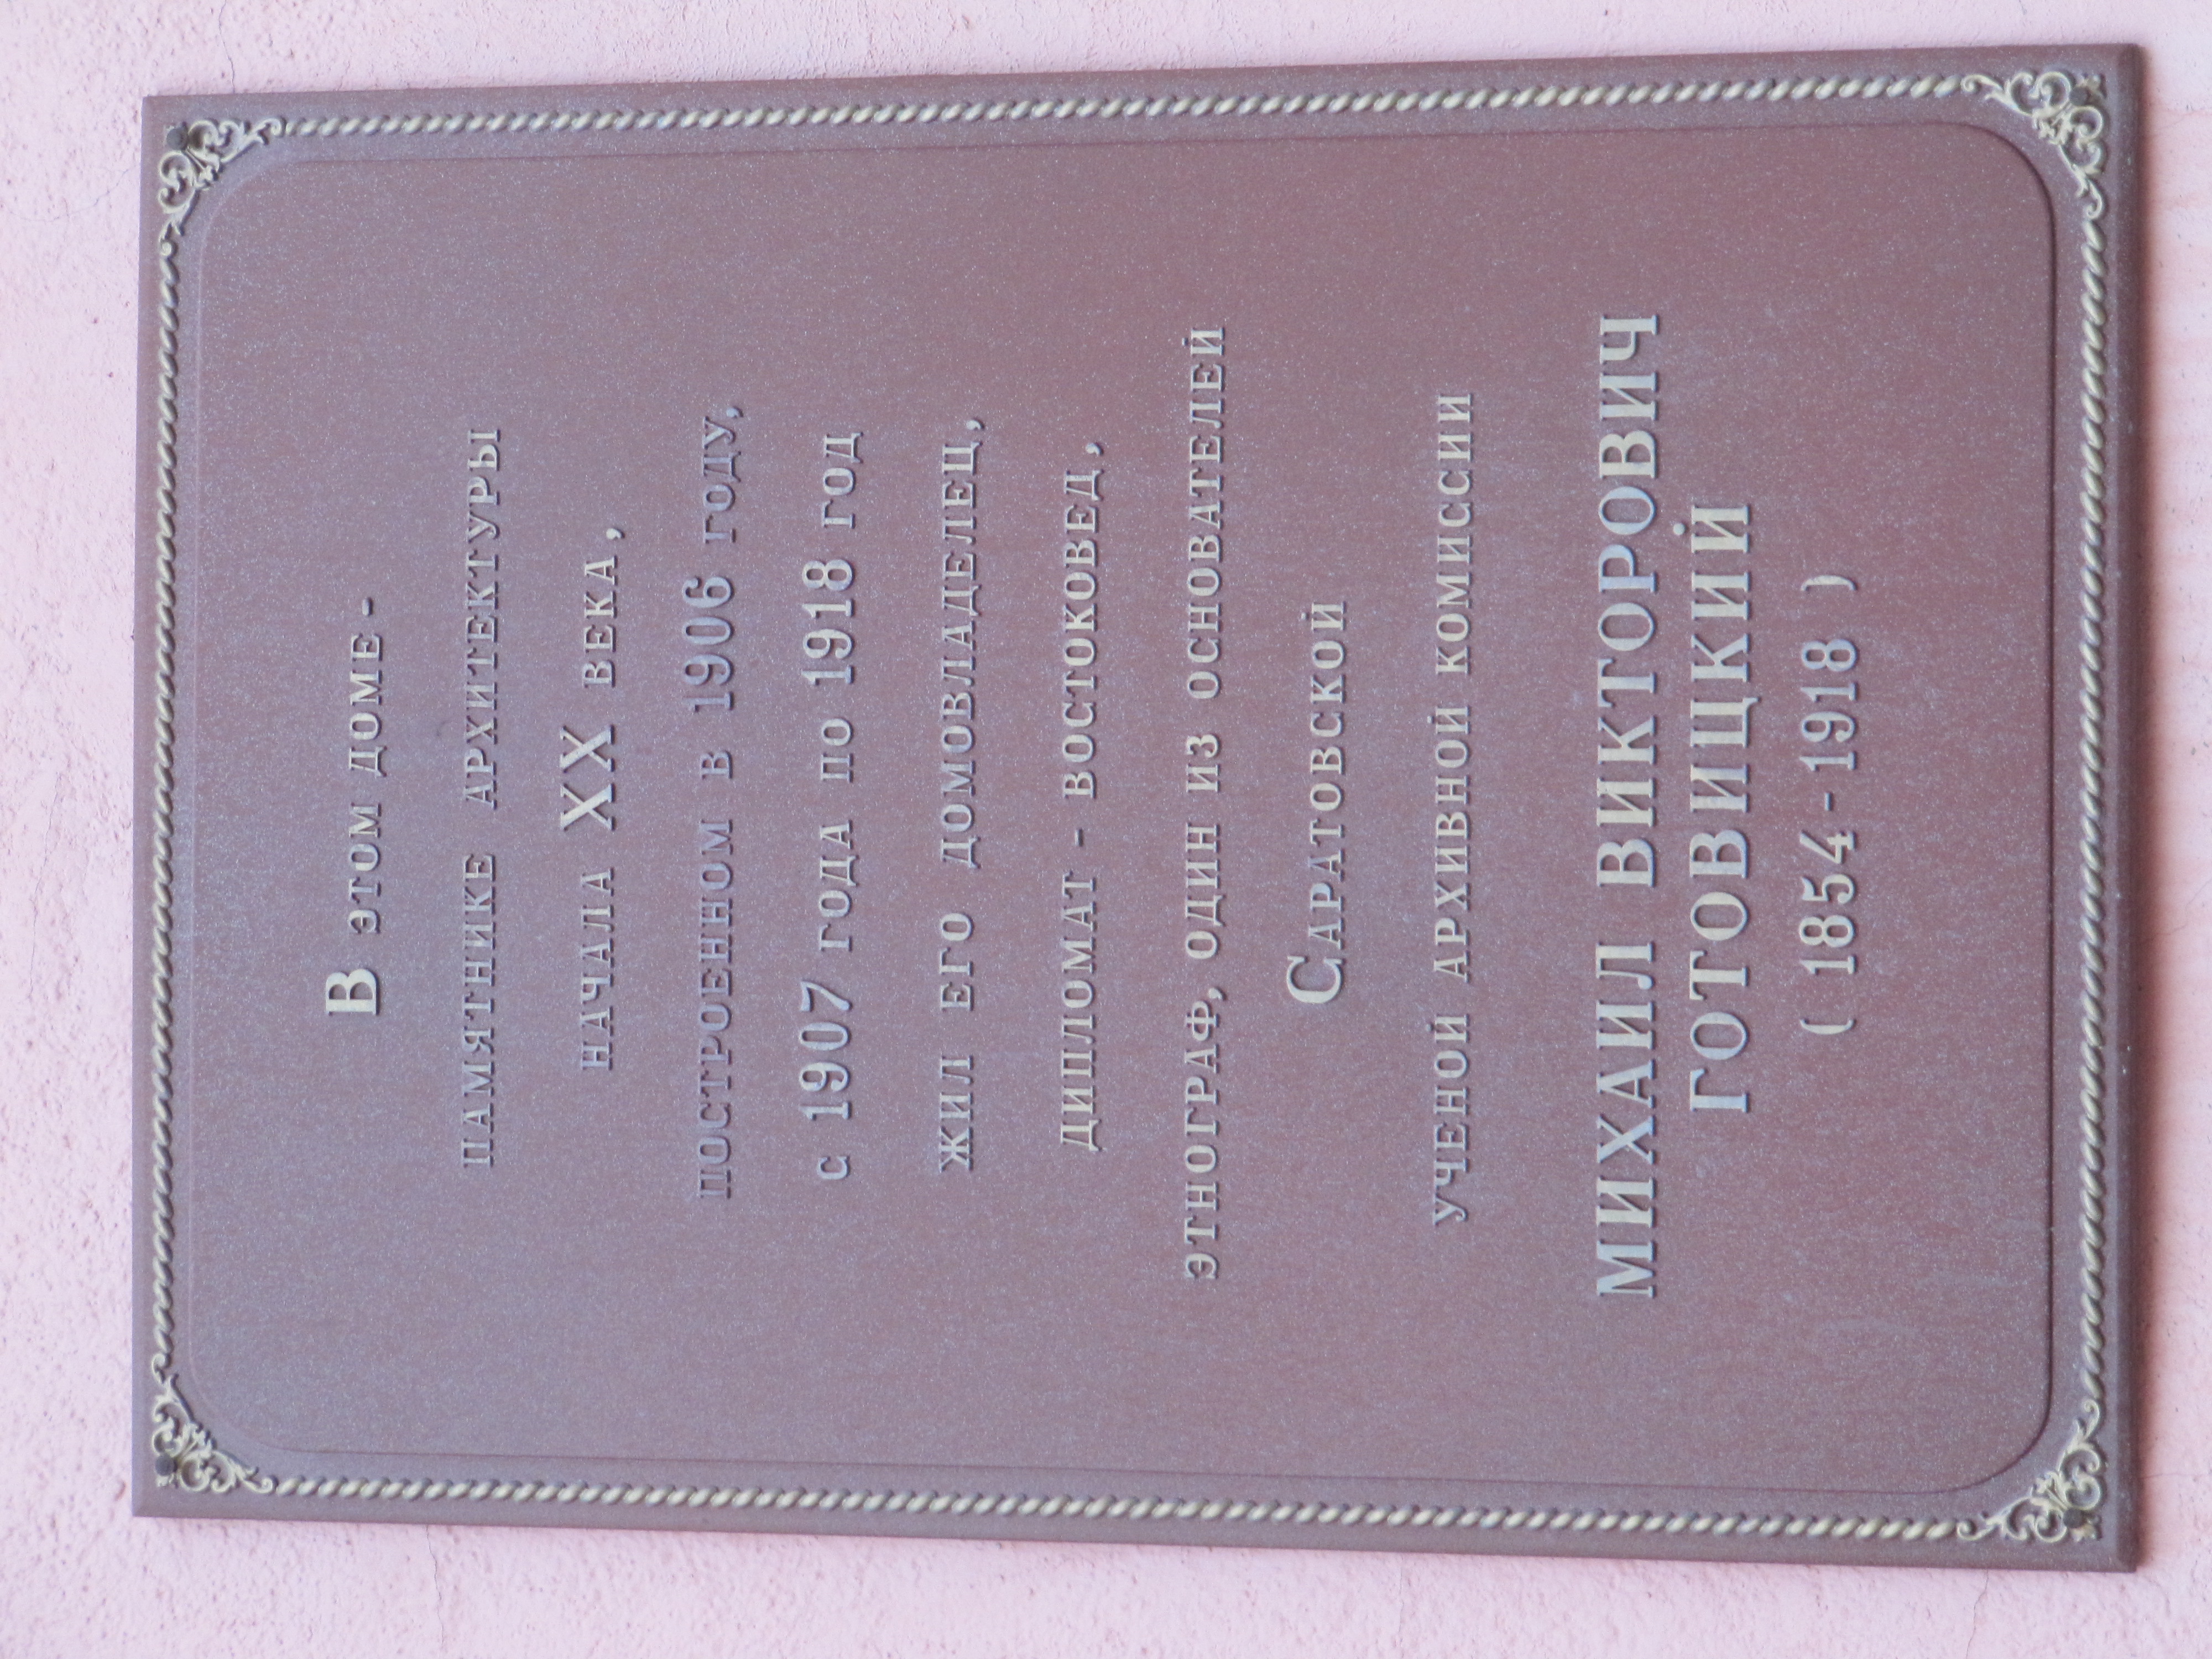 В ЭТОМ ДОМЕ -
ПАМЯТНИКЕ АРХИТЕКТУРЫ
НАЧАЛА XX ВЕКА,
ПОСТРОЕННОМ В 1906 ГОДУ,
С 1907 ГОДА ПО 1918 ГОД
ЖИЛ ЕГО ДОМОВЛАДЕЛЕЦ,
ДИПЛОМАТ - ВОСТОКОВЕД,
ЭТНОГРАФ, ОДИН ИЗ ОСНОВАТЕЛЕЙ
САРАТОВСКОЙ
УЧЕНОЙ АРХИВНОЙ КОМИССИИ
МИХАИЛ ВИКТОРОВИЧ
ГОТОВИЦКИЙ
( 1854 - 1918 )